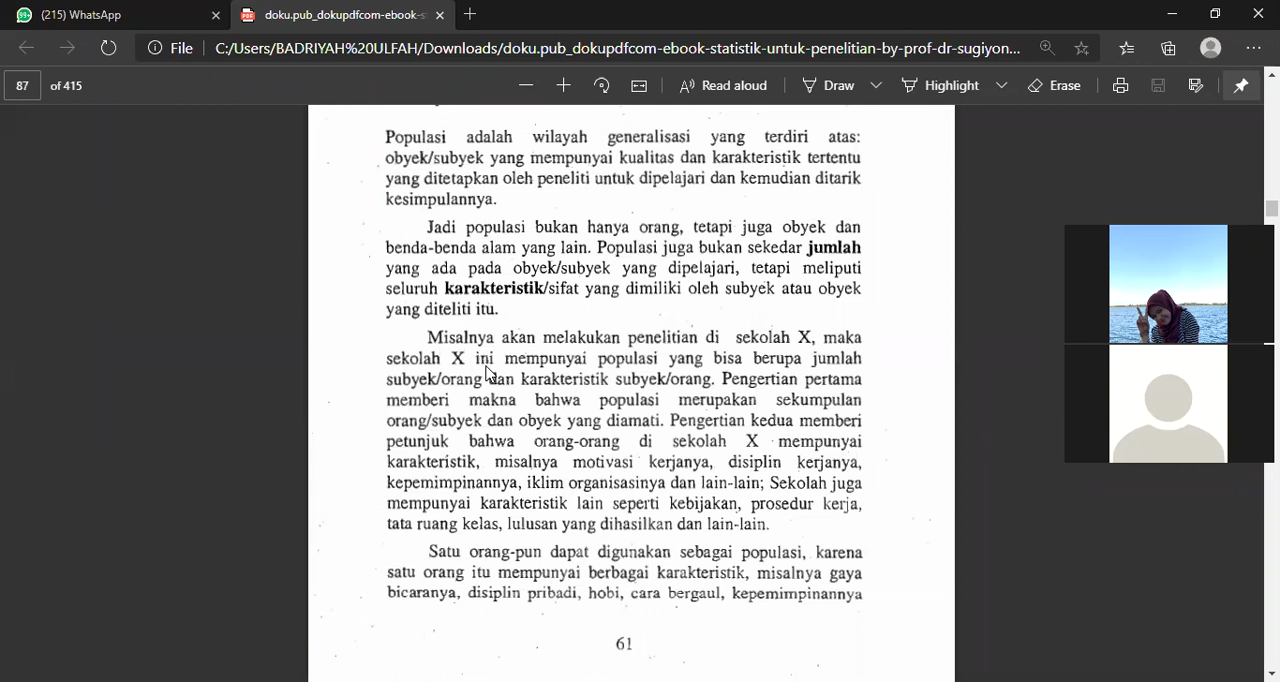 99+ (215) WhatsApp
PDF doku.pub_dokupdfcom-ebook-s
File C:/Users/BADRIYAH%20ULFAH/Downloads/doku.pub_dokupdfcom-ebook-statistik-untuk-penelitian-by-prof-dr-sugiyon...
87 of 415 Read aloud Draw Highlight Erase
Populasi adalah wilayah generalisasi yang terdiri atas:
obyek/subyek yang mempunyai kualitas dan karakteristik tertentu
yang ditetapkan oleh peneliti untuk dipelajari dan kemudian ditarik
kesimpulannya.
Jadi populasi bukan hanya orang, tetapi juga obyek dan
benda-benda alam yang lain. Populasi juga bukan sekedar jumlah
yang ada pada obyek/subyek yang dipelajari, tetapi meliputi
seluruh karakteristik/sifat yang dimiliki oleh subyek atau obyek
yang diteliti itu.
Misalnya akan melakukan penelitian di sekolah X, maka
sekolah X ini mempunyai populasi yang bisa berupa jumlah
subyek/orang dan karakteristik subyek/orang. Pengertian pertama
memberi makna bahwa populasi merupakan sekumpulan
orang/subyek dan obyek yang diamati. Pengertian kedua memberi
petunjuk bahwa orang-orang di sekolah X mempunyai
karakteristik, misalnya motivasi kerjanya, disiplin kerjanya,
kepemimpinannya, iklim organisasinya dan lain-lain; Sekolah juga
mempunyai karakteristik lain seperti kebijakan, prosedur kerja,
tata ruang kelas, lulusan yang dihasilkan dan lain-lain.
Satu orang-pun dapat digunakan sebagai populasi, karena
satu orang itu mempunyai berbagai karakteristik, misalnya gaya
bicaranya, disiplin pribadi, hobi, cara bergaul, kepemimpinannya
61